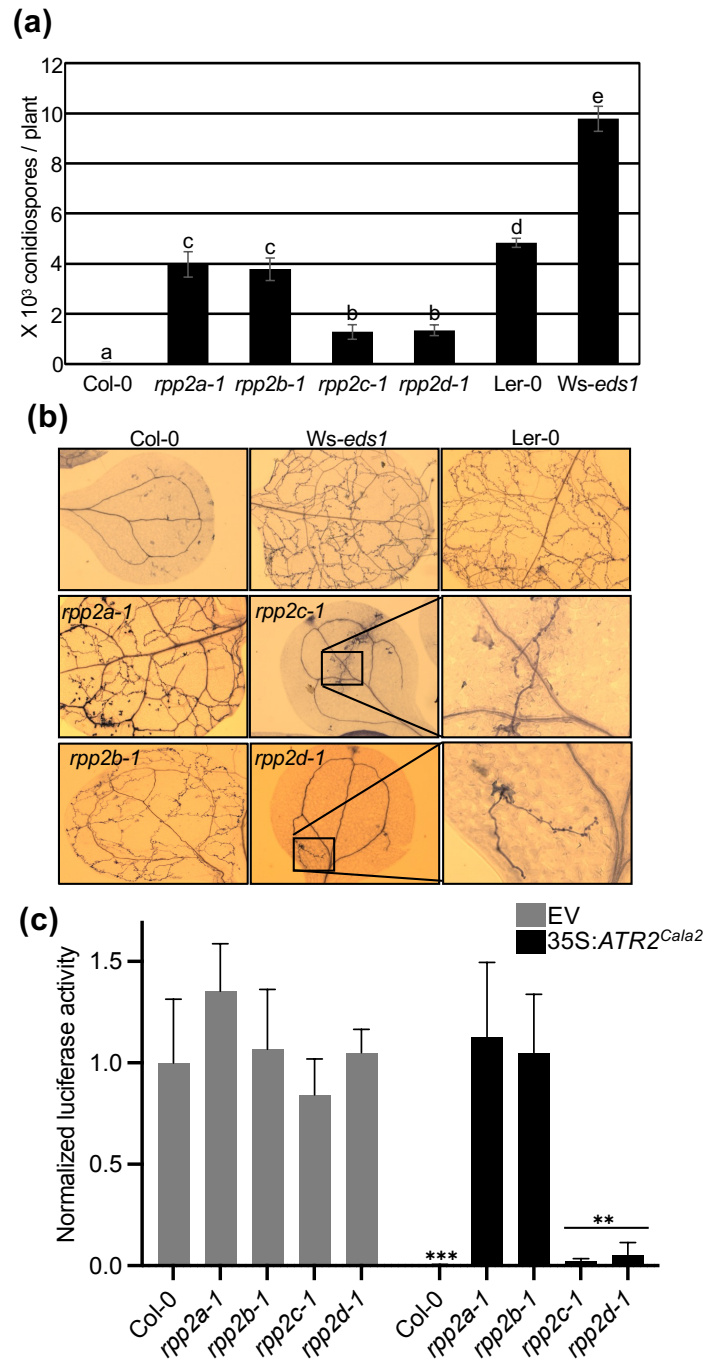 (a)
X 10³ conidiospores / plant
12
10
8
6
4
2
0
a
c
c
b
b
d
e
Col-0 rpp2a-1 rpp2b-1 rpp2c-1 rpp2d-1 Ler-0 Ws-eds1
(b)
Col-0 Ws-eds1 Ler-0
rpp2a-1 rpp2c-1
rpp2b-1 rpp2d-1
(c)
EV
35S:ATR2^Cala2
Normalized luciferase activity
1.5
1.0
0.5
0.0
***
**
Col-0 rpp2a-1 rpp2b-1 rpp2c-1 rpp2d-1 Col-0 rpp2a-1 rpp2b-1 rpp2c-1 rpp2d-1